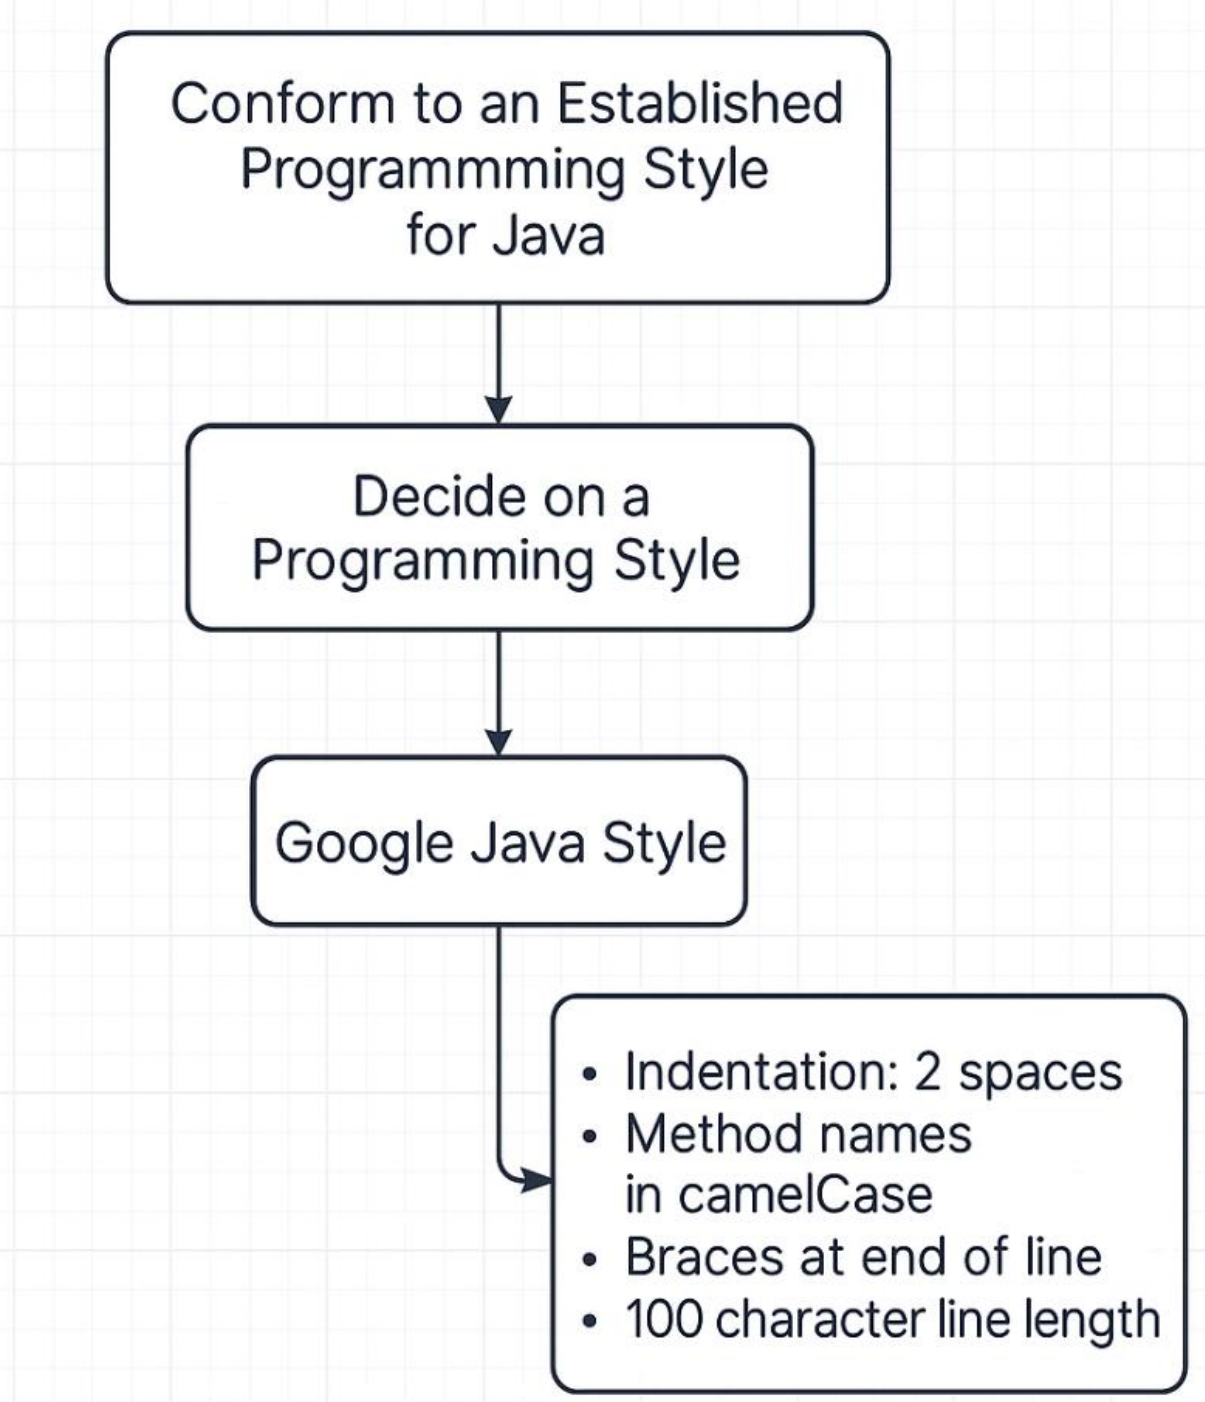 Conform to an Established
Programmming Style
for Java
Decide on a
Programming Style
Google Java Style
• Indentation: 2 spaces
• Method names
in camelCase
• Braces at end of line
• 100 character line length